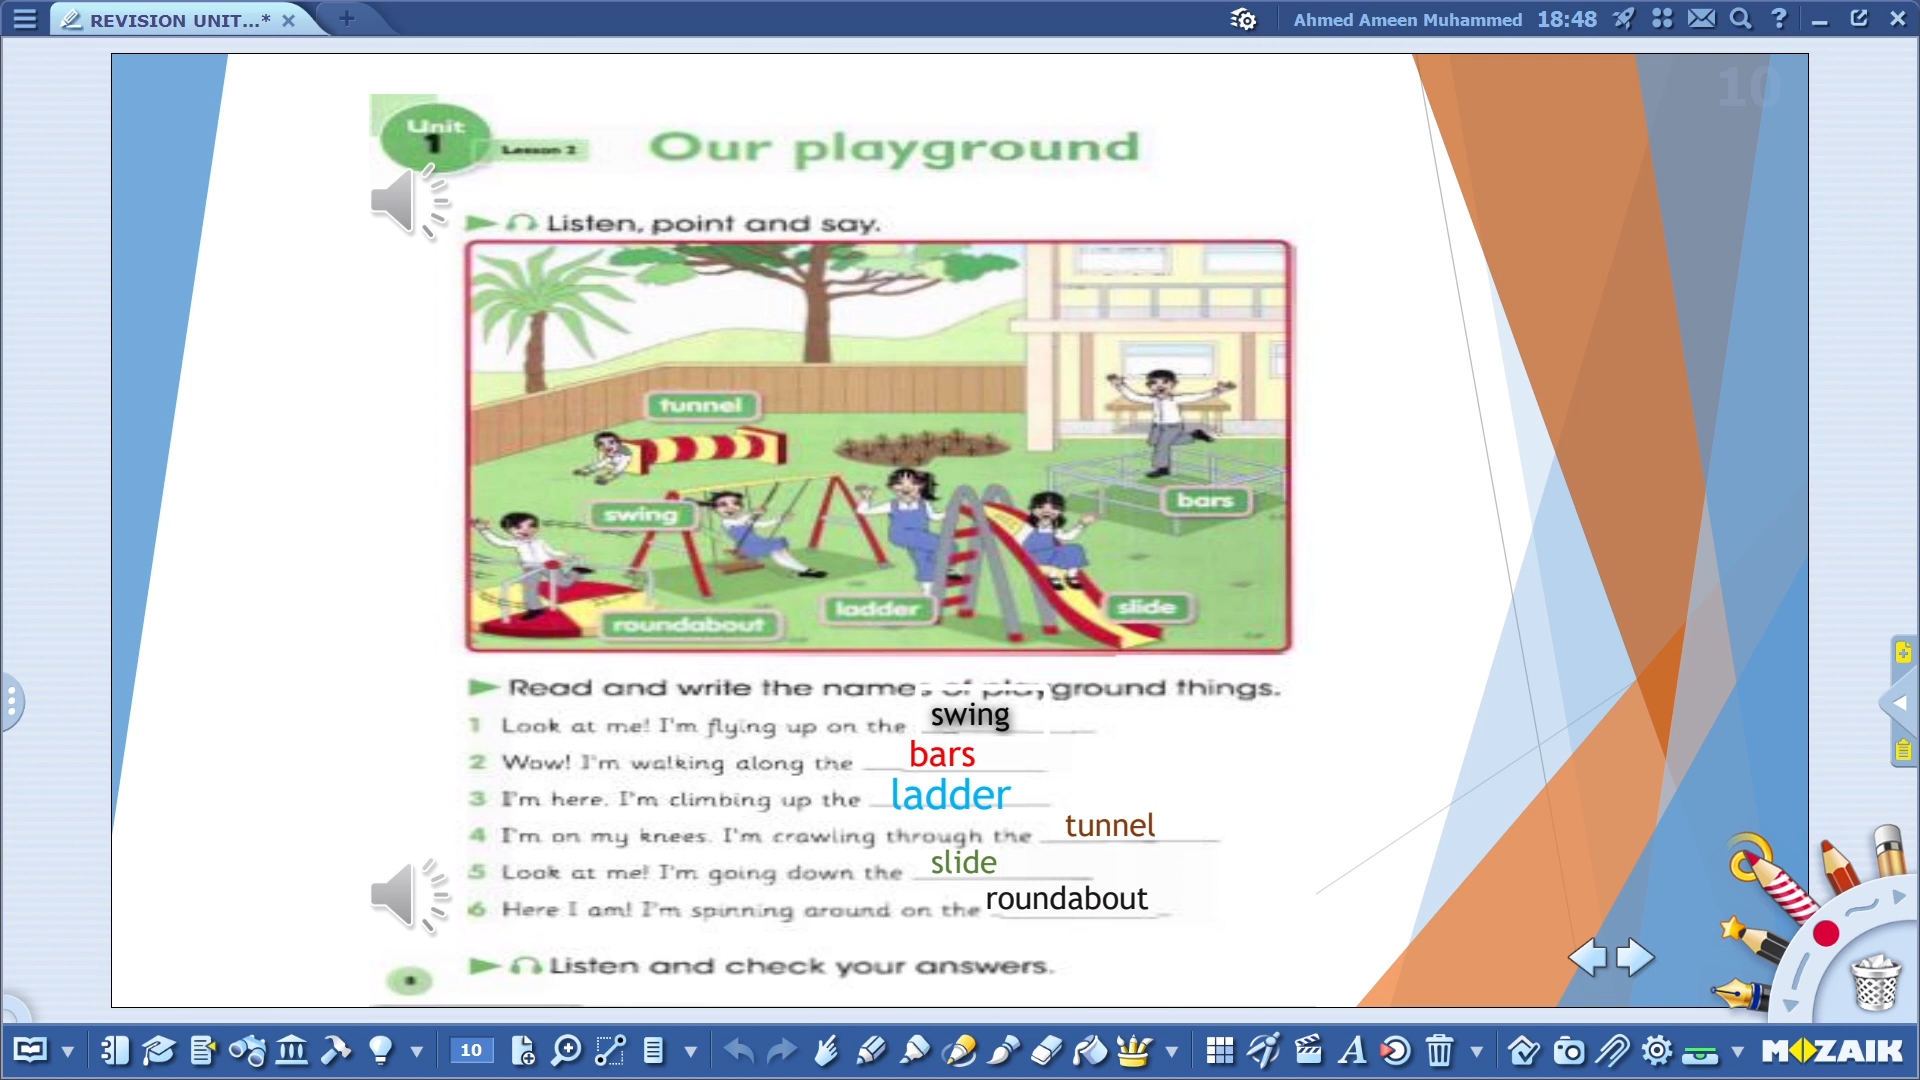 REVISION UNIT...*
Ahmed Ameen Muhammed 18:48
10
Unit
1
Lesson 2
Our playground
Listen, point and say.
tunnel
swing
bars
roundabout
ladder
slide
Read and write the names of playground things.
1 Look at me! I'm flying up on the swing
2 Wow! I'm walking along the bars
3 I'm here. I'm climbing up the ladder
4 I'm on my knees. I'm crawling through the tunnel
5 Look at me! I'm going down the slide
6 Here I am! I'm spinning around on the roundabout
Listen and check your answers.
10
MOZAIK